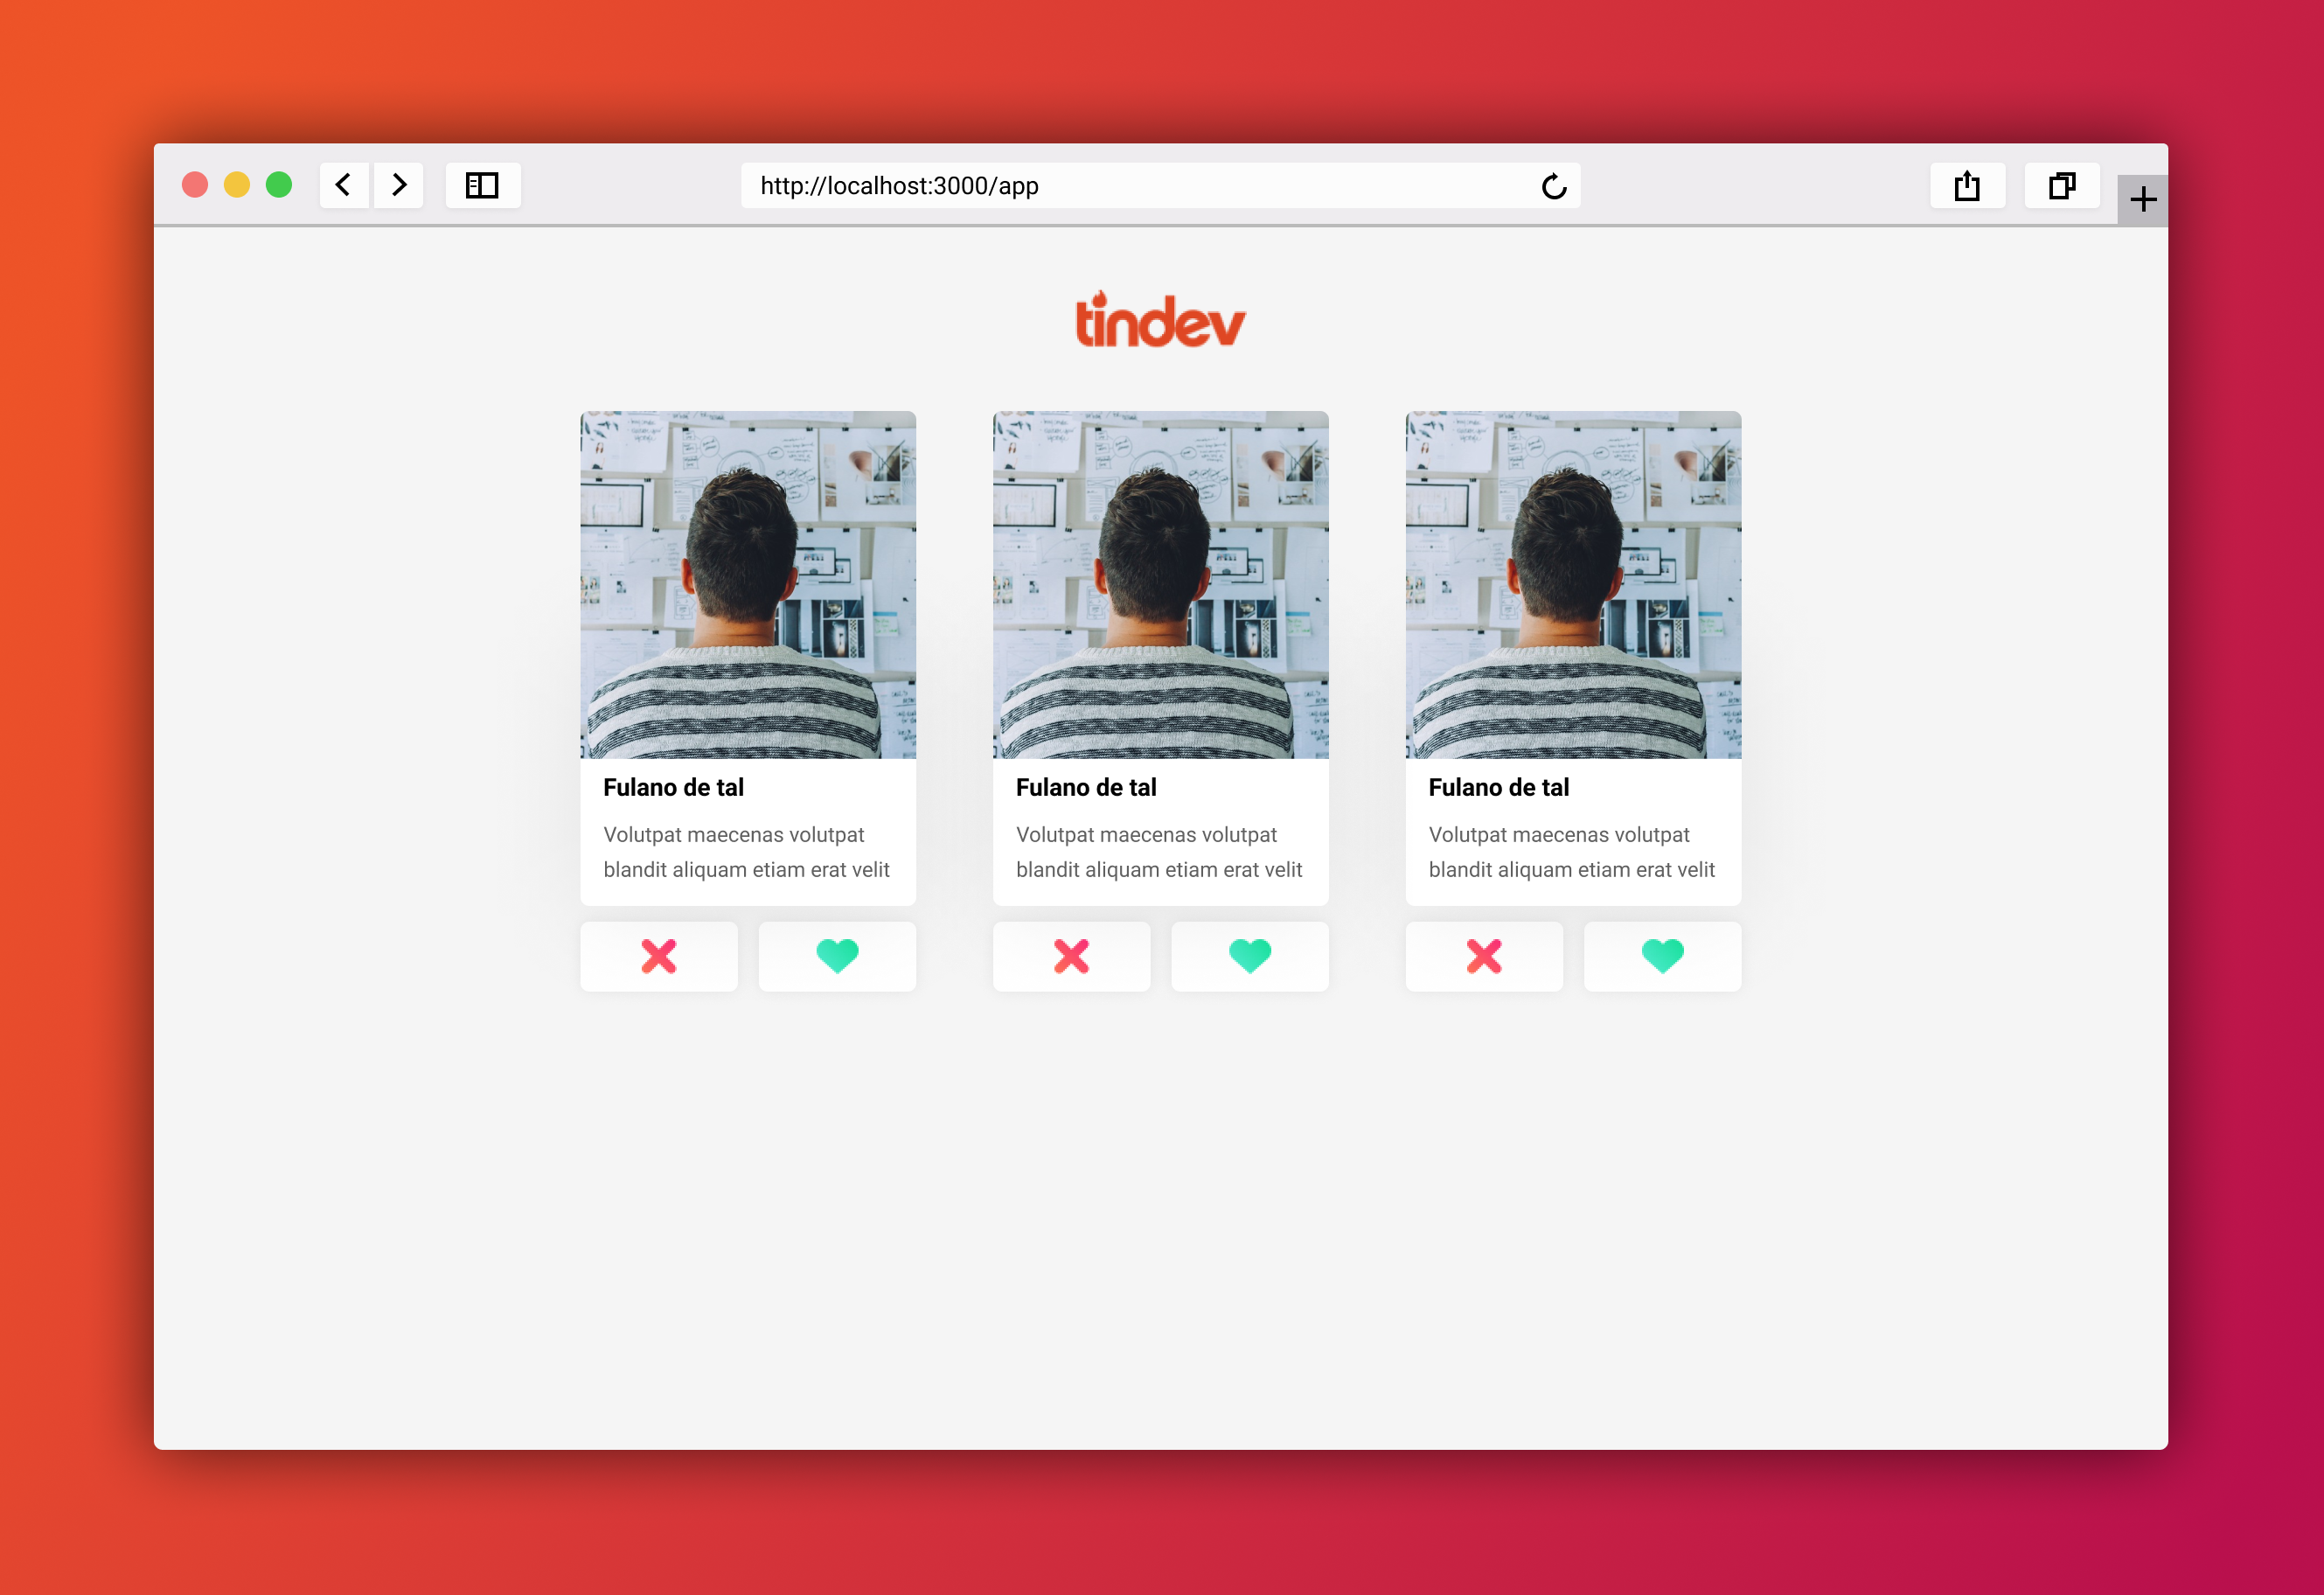 http://localhost:3000/app
tindev
Fulano de tal
Volutpat maecenas volutpat
blandit aliquam etiam erat velit
Fulano de tal
Volutpat maecenas volutpat
blandit aliquam etiam erat velit
Fulano de tal
Volutpat maecenas volutpat
blandit aliquam etiam erat velit